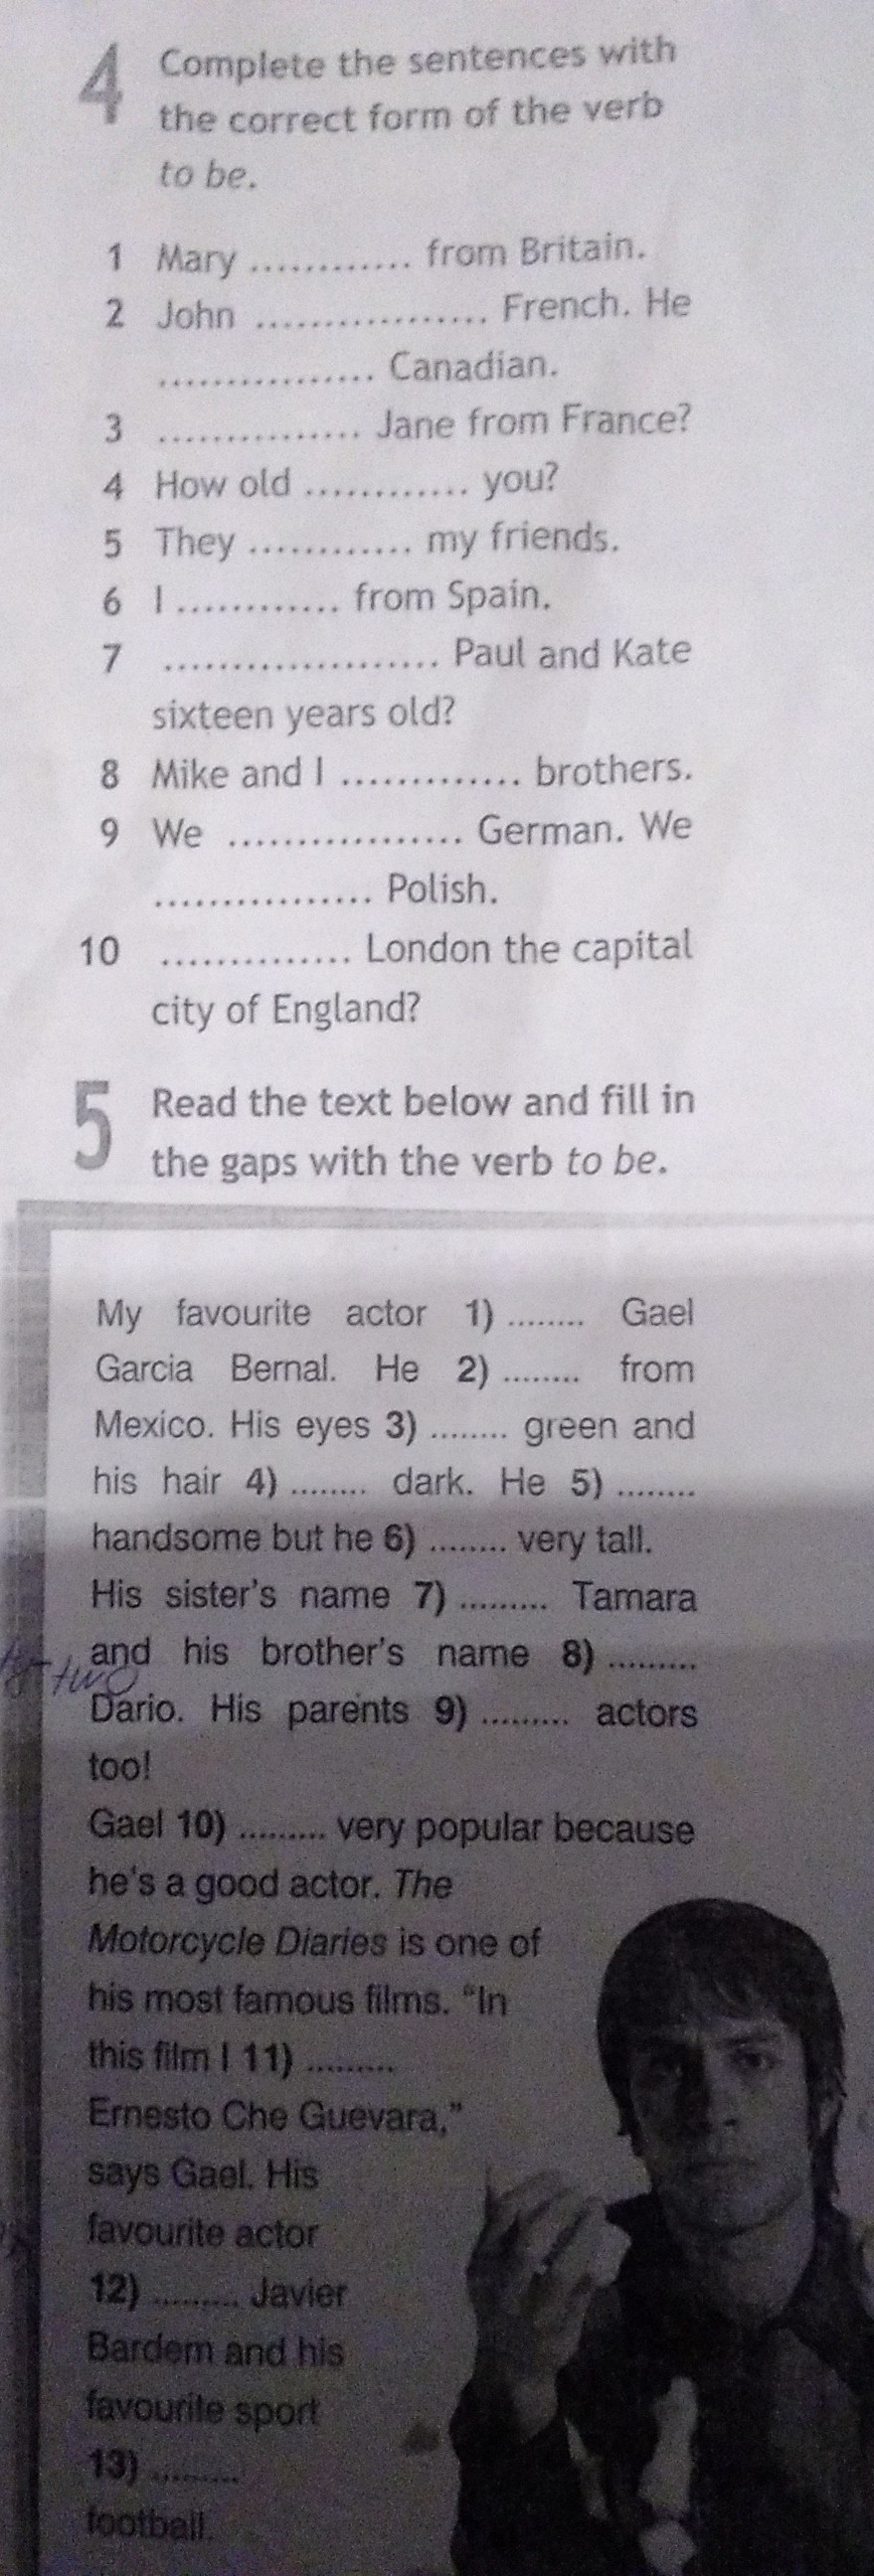 4 Complete the sentences with
the correct form of the verb
to be.
1 Mary ............ from Britain.
2 John ................. French. He
................ Canadian.
3 ............... Jane from France?
4 How old ............ you?
5 They ............ my friends.
6 I ............ from Spain.
7 ..................... Paul and Kate
sixteen years old?
8 Mike and I ............. brothers.
9 We ................. German. We
................ Polish.
10 .............. London the capital
city of England?
5 Read the text below and fill in
the gaps with the verb to be.
My favourite actor 1) ........ Gael
Garcia Bernal. He 2) ........ from
Mexico. His eyes 3) ........ green and
his hair 4) ........ dark. He 5) ........
handsome but he 6) ........ very tall.
His sister's name 7) ......... Tamara
and his brother's name 8) .........
two
Dario. His parents 9) ......... actors
too!
Gael 10) ......... very popular because
he's a good actor. The
Motorcycle Diaries is one of
his most famous films. "In
this film I 11) .........
Ernesto Che Guevara,"
says Gael. His
favourite actor
12) ......... Javier
Bardem and his
favourite sport
13) .........
football.